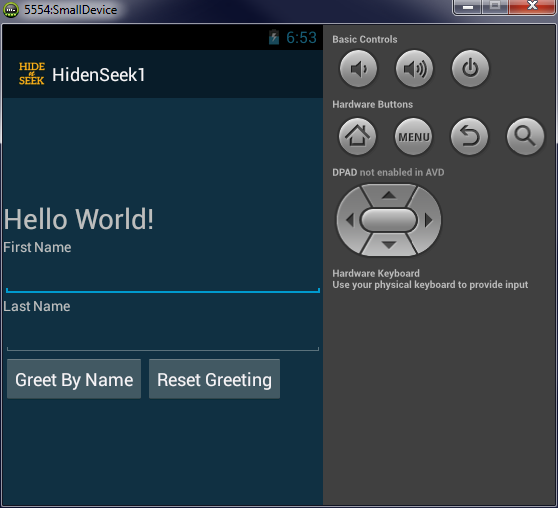 5554:SmallDevice
6:53
HIDE
n
SEEK
HidenSeek1
Hello World!
First Name
Last Name
Greet By Name
Reset Greeting
Basic Controls
Hardware Buttons
MENU
DPAD not enabled in AVD
Hardware Keyboard
Use your physical keyboard to provide input